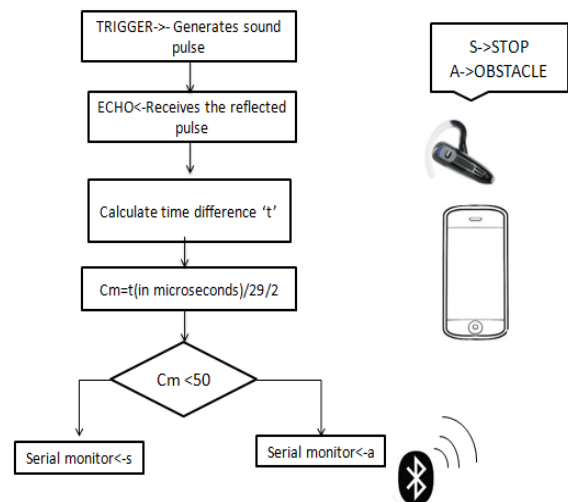 TRIGGER->- Generates sound
pulse
ECHO<-Receives the reflected
pulse
Calculate time difference ‘t’
Cm=t(in microseconds)/29/2
Cm <50
Serial monitor<-s
Serial monitor<-a
S->STOP
A->OBSTACLE